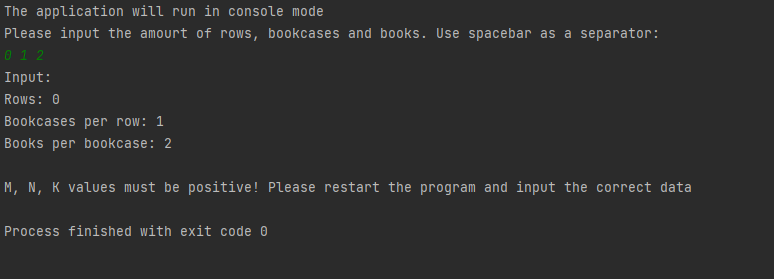 The application will run in console mode
Please input the amourt of rows, bookcases and books. Use spacebar as a separator:
0 1 2
Input:
Rows: 0
Bookcases per row: 1
Books per bookcase: 2
M, N, K values must be positive! Please restart the program and input the correct data
Process finished with exit code 0